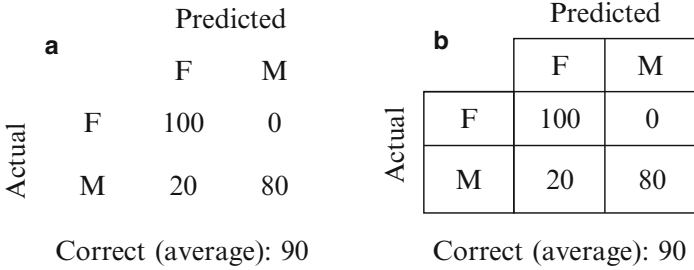 a
Predicted
F M
Actual
F 100 0
M 20 80
Correct (average): 90
b
Predicted
F M
Actual
F 100 0
M 20 80
Correct (average): 90